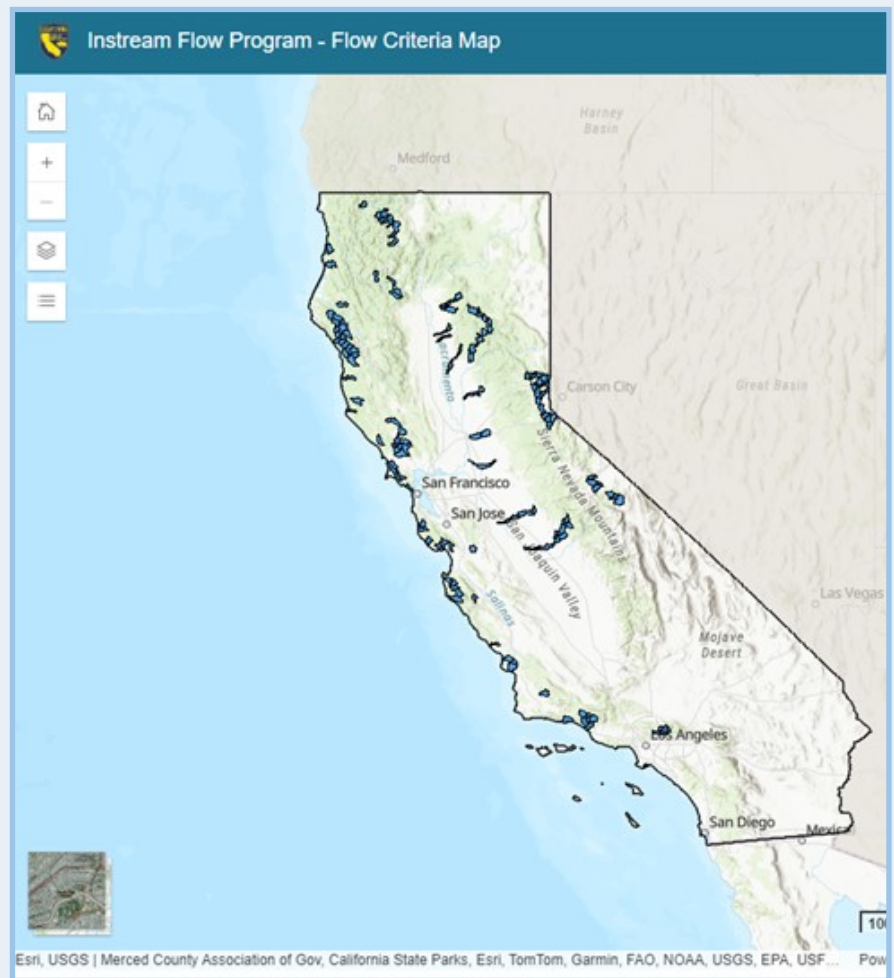 Instream Flow Program - Flow Criteria Map
Harney
Basin
Medford
Sacramento
Carson City
Great Basin
Sierra Nevada Mountains
San Francisco
San Jose
San Joaquin Valley
Salinas
Las Vegas
Mojave
Desert
Los Angeles
San Diego
Mexica
100
Esri, USGS | Merced County Association of Gov, California State Parks, Esri, TomTom, Garmin, FAO, NOAA, USGS, EPA, USF...
Pow